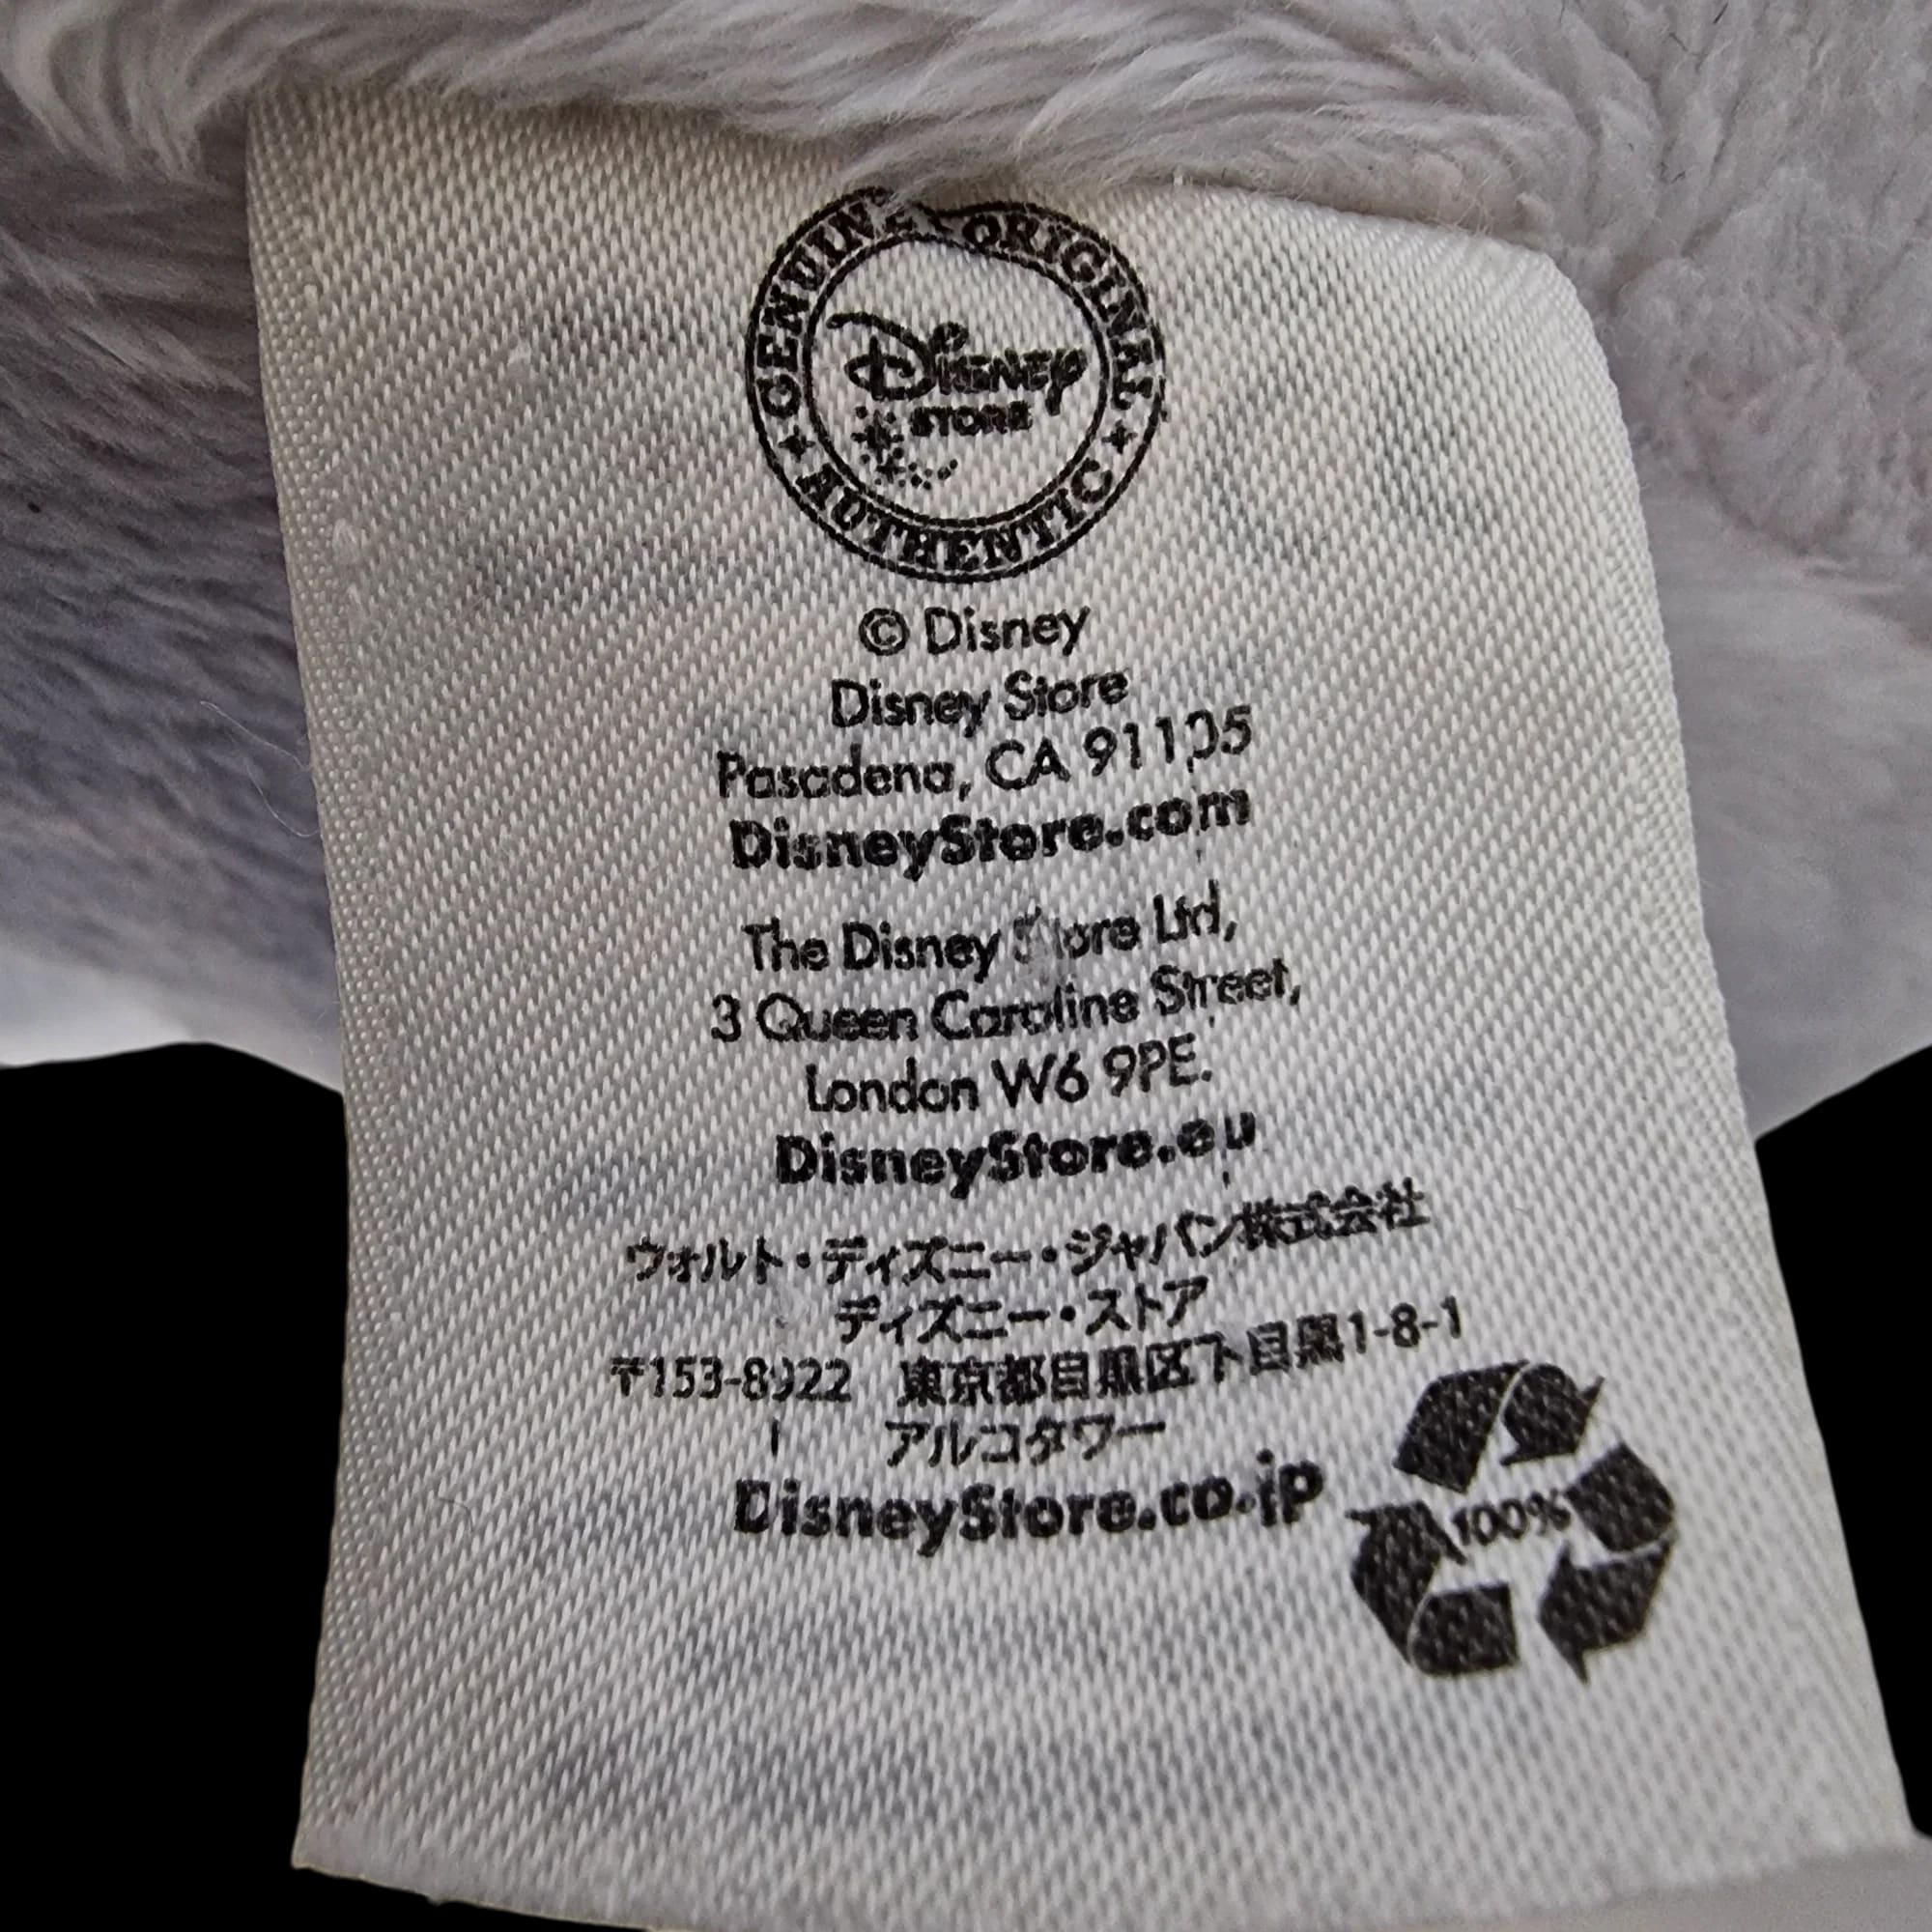 GENUINE ORIGINAL
Disney
STORE
AUTHENTIC
© Disney
Disney Store
Pasadena, CA 91105
DisneyStore.com
The Disney Store Ltd,
3 Queen Caroline Street,
London W6 9PE.
DisneyStore.eu
ウォルト・ディズニー・ジャパン株式会社
ディズニー・ストア
〒153-8922 東京都目黒区下目黒1-8-1
アルコタワー
DisneyStore.co.jp
100%